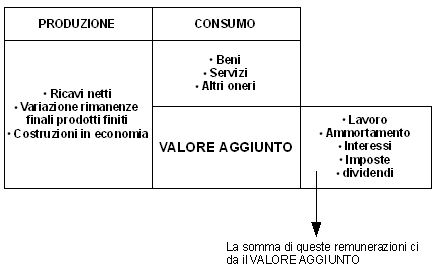 PRODUZIONE
CONSUMO
• Ricavi netti
• Variazione rimanenze
finali prodotti finiti
• Costruzioni in economia
• Beni
• Servizi
• Altri oneri
VALORE AGGIUNTO
• Lavoro
• Ammortamento
• Interessi
• Imposte
• dividendi
La somma di queste remunerazioni ci
da il VALORE AGGIUNTO